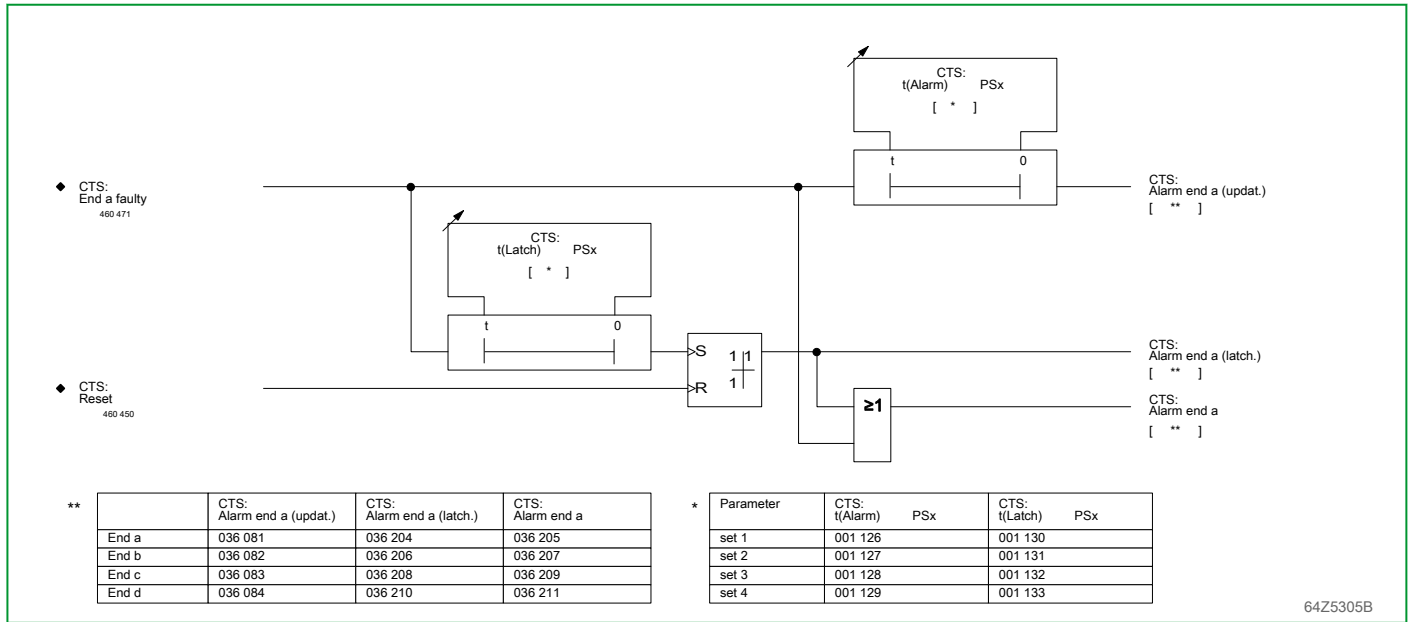 CTS:
t(Alarm) PSx
[ * ]
t 0
CTS:
End a faulty
460 471
CTS:
Alarm end a (updat.)
[ ** ]
CTS:
t(Latch) PSx
[ * ]
t 0
S 1 1
R 1
CTS:
Alarm end a (latch.)
[ ** ]
CTS:
Reset
460 450
≥1
CTS:
Alarm end a
[ ** ]
** CTS: CTS: CTS:
Alarm end a (updat.) Alarm end a (latch.) Alarm end a
End a 036 081 036 204 036 205
End b 036 082 036 206 036 207
End c 036 083 036 208 036 209
End d 036 084 036 210 036 211
* Parameter CTS: CTS:
t(Alarm) PSx t(Latch) PSx
set 1 001 126 001 130
set 2 001 127 001 131
set 3 001 128 001 132
set 4 001 129 001 133
64Z5305B